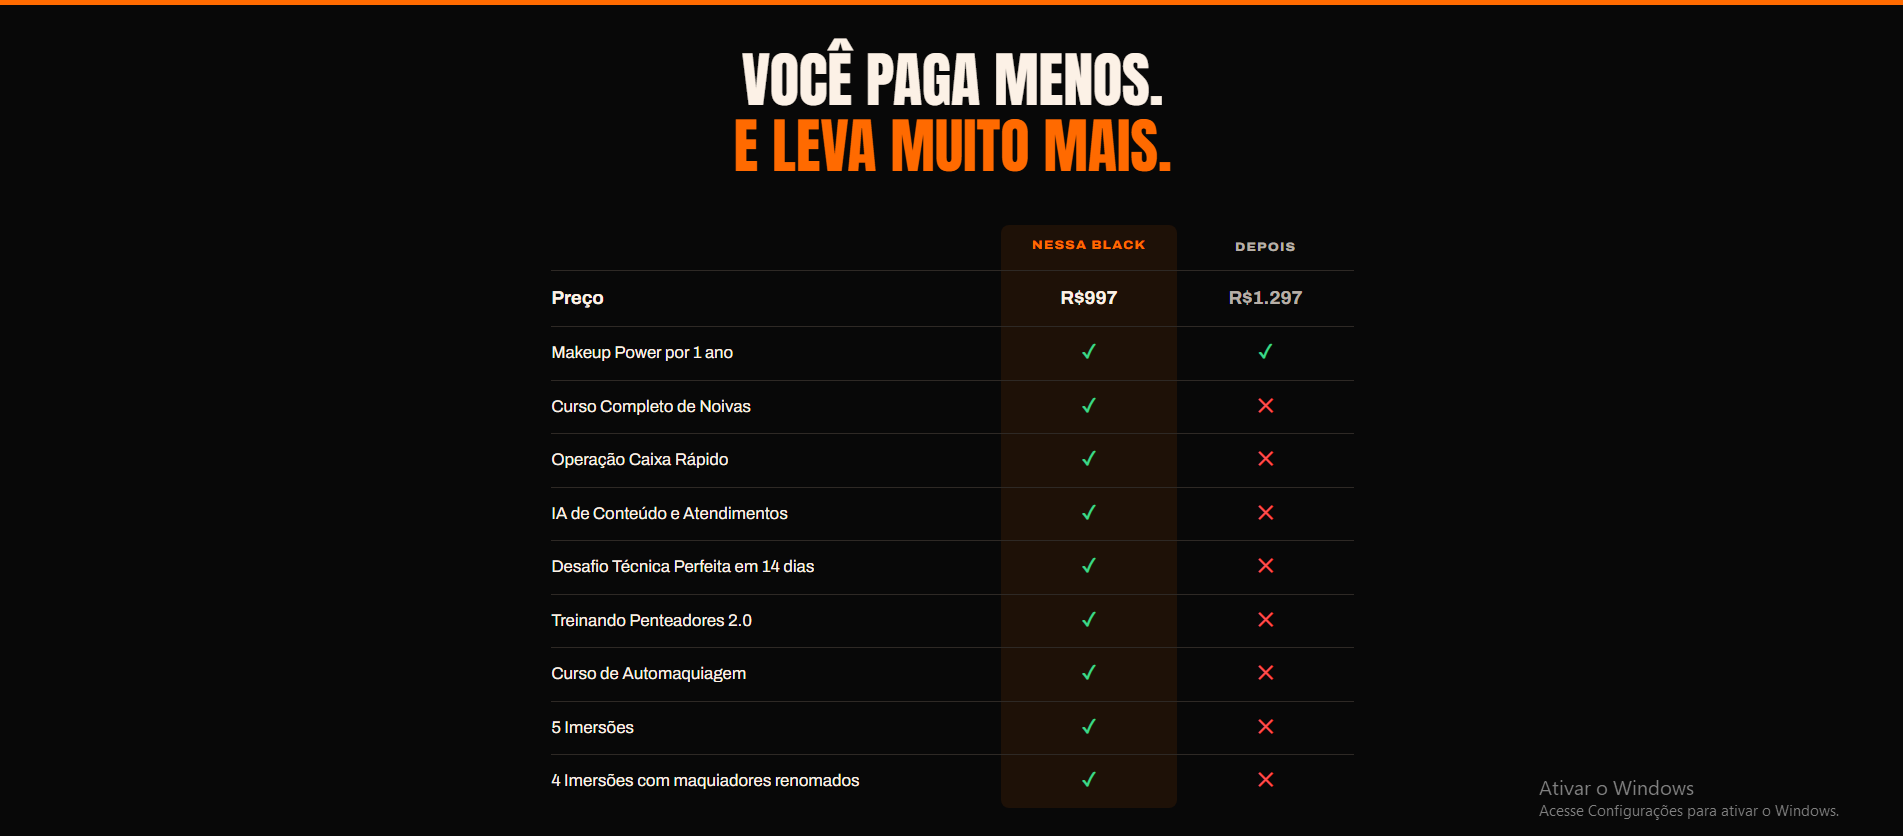 VOCÊ PAGA MENOS.
E LEVA MUITO MAIS.
NESSA BLACK DEPOIS
Preço R$997 R$1.297
Makeup Power por 1 ano ✓ ✓
Curso Completo de Noivas ✓ ✕
Operação Caixa Rápido ✓ ✕
IA de Conteúdo e Atendimentos ✓ ✕
Desafio Técnica Perfeita em 14 dias ✓ ✕
Treinando Penteadores 2.0 ✓ ✕
Curso de Automaquiagem ✓ ✕
5 Imersões ✓ ✕
4 Imersões com maquiadores renomados ✓ ✕
Ativar o Windows
Acesse Configurações para ativar o Windows.